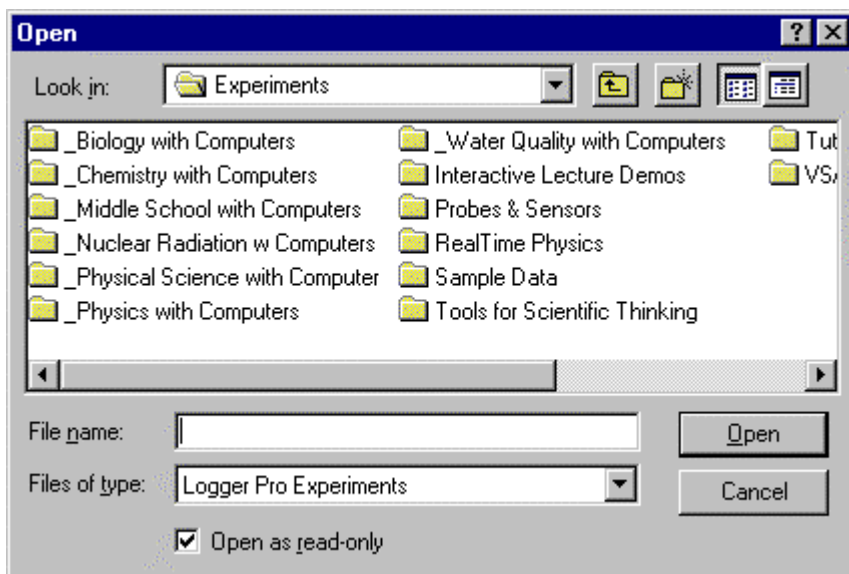 Open
Look in: Experiments
_Biology with Computers
_Chemistry with Computers
_Middle School with Computers
_Nuclear Radiation w Computers
_Physical Science with Computer
_Physics with Computers
_Water Quality with Computers
Interactive Lecture Demos
Probes & Sensors
RealTime Physics
Sample Data
Tools for Scientific Thinking
Tut
VS
File name:
Open
Files of type: Logger Pro Experiments
Cancel
Open as read-only